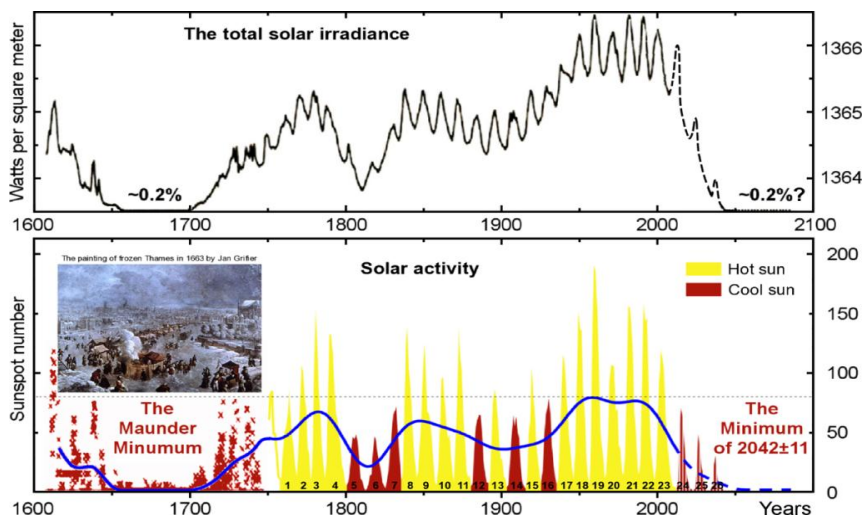 The total solar irradiance
Watts per square meter
1366
1365
1364
~0.2%
~0.2%?
1600 1700 1800 1900 2000 2100
The painting of frozen Thames in 1663 by Jan Grifier
Solar activity
Hot sun
Cool sun
Sunspot number
200
150
100
50
0
The
Maunder
Minumum
The Minimum
of 2042±11
1 2 3 4 5 6 7 8 9 10 11 12 13 14 15 16 17 18 19 20 21 22 23 24 25 26
1600 1700 1800 1900 2000 Years